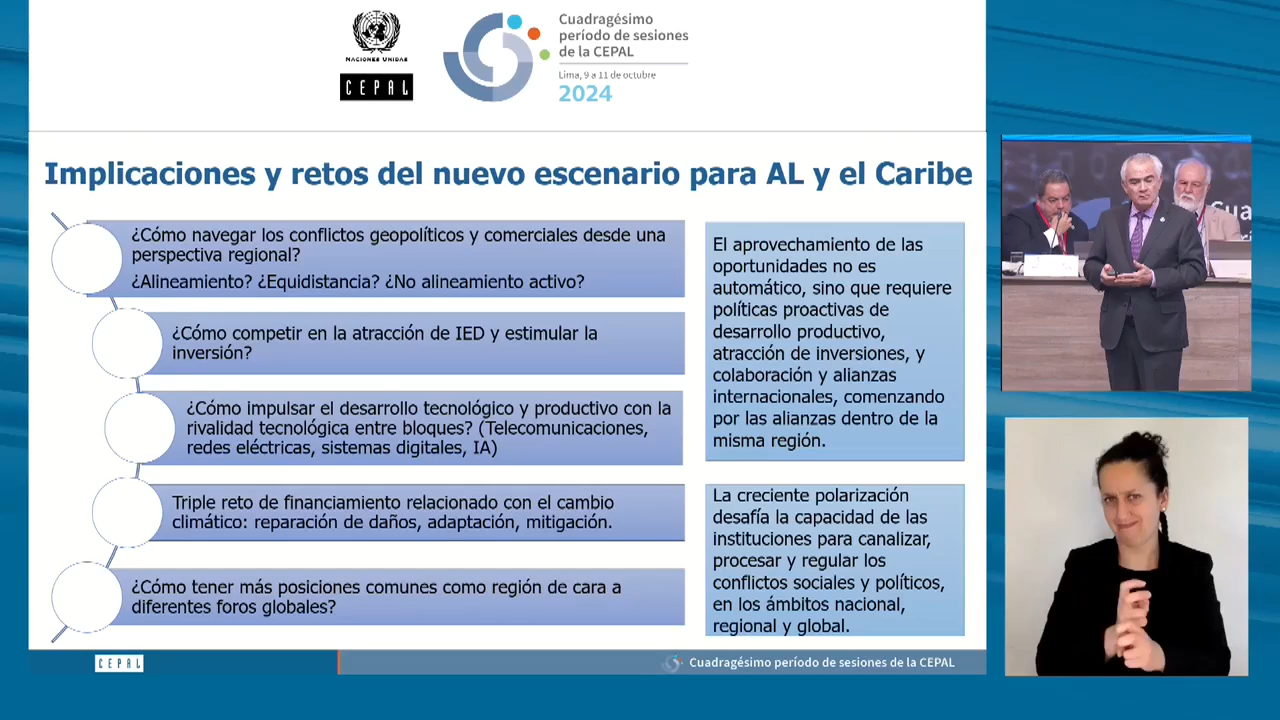 NACIONES UNIDAS
CEPAL
Cuadragésimo
período de sesiones
de la CEPAL
Lima, 9 a 11 de octubre
2024
Implicaciones y retos del nuevo escenario para AL y el Caribe
¿Cómo navegar los conflictos geopolíticos y comerciales desde una
perspectiva regional?
¿Alineamiento? ¿Equidistancia? ¿No alineamiento activo?
¿Cómo competir en la atracción de IED y estimular la
inversión?
¿Cómo impulsar el desarrollo tecnológico y productivo con la
rivalidad tecnológica entre bloques? (Telecomunicaciones,
redes eléctricas, sistemas digitales, IA)
Triple reto de financiamiento relacionado con el cambio
climático: reparación de daños, adaptación, mitigación.
¿Cómo tener más posiciones comunes como región de cara a
diferentes foros globales?
El aprovechamiento de las
oportunidades no es
automático, sino que requiere
políticas proactivas de
desarrollo productivo,
atracción de inversiones, y
colaboración y alianzas
internacionales, comenzando
por las alianzas dentro de la
misma región.
La creciente polarización
desafía la capacidad de las
instituciones para canalizar,
procesar y regular los
conflictos sociales y políticos,
en los ámbitos nacional,
regional y global.
CEPAL
Cuadragésimo período de sesiones de la CEPAL